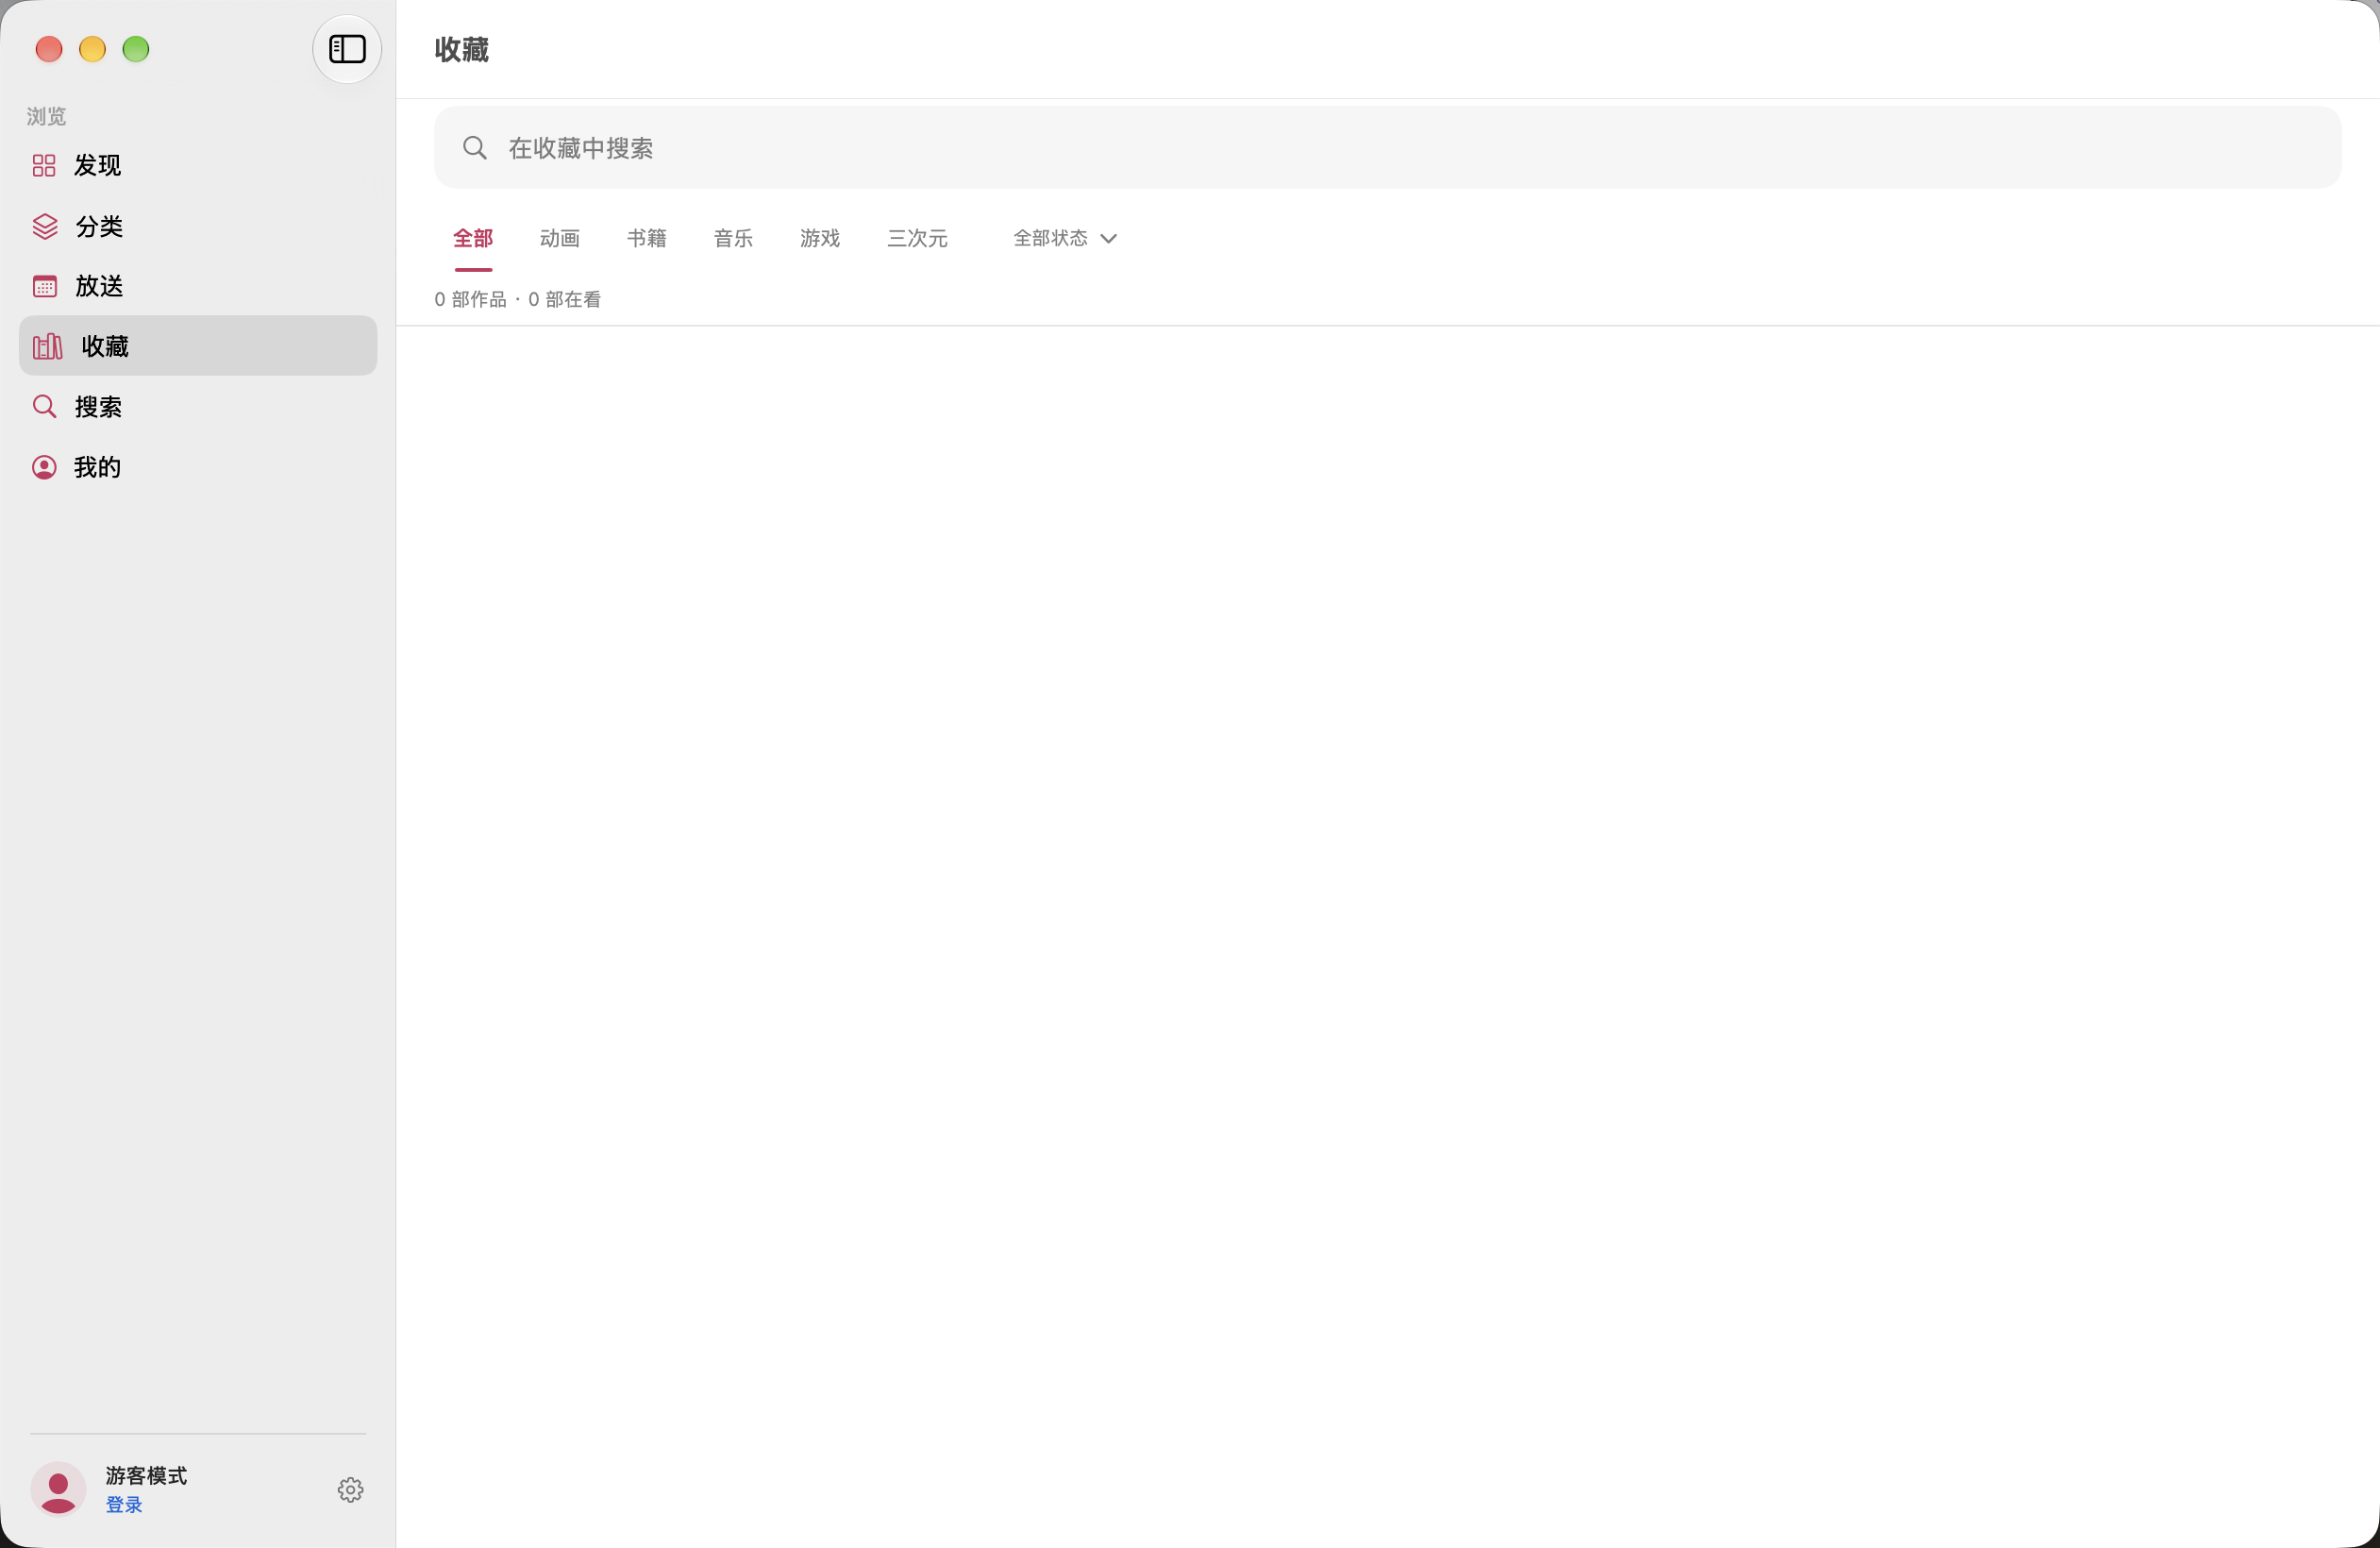 浏览
发现
分类
放送
收藏
搜索
我的
游客模式
登录
收藏
在收藏中搜索
全部 动画 书籍 音乐 游戏 三次元 全部状态
0 部作品 · 0 部在看